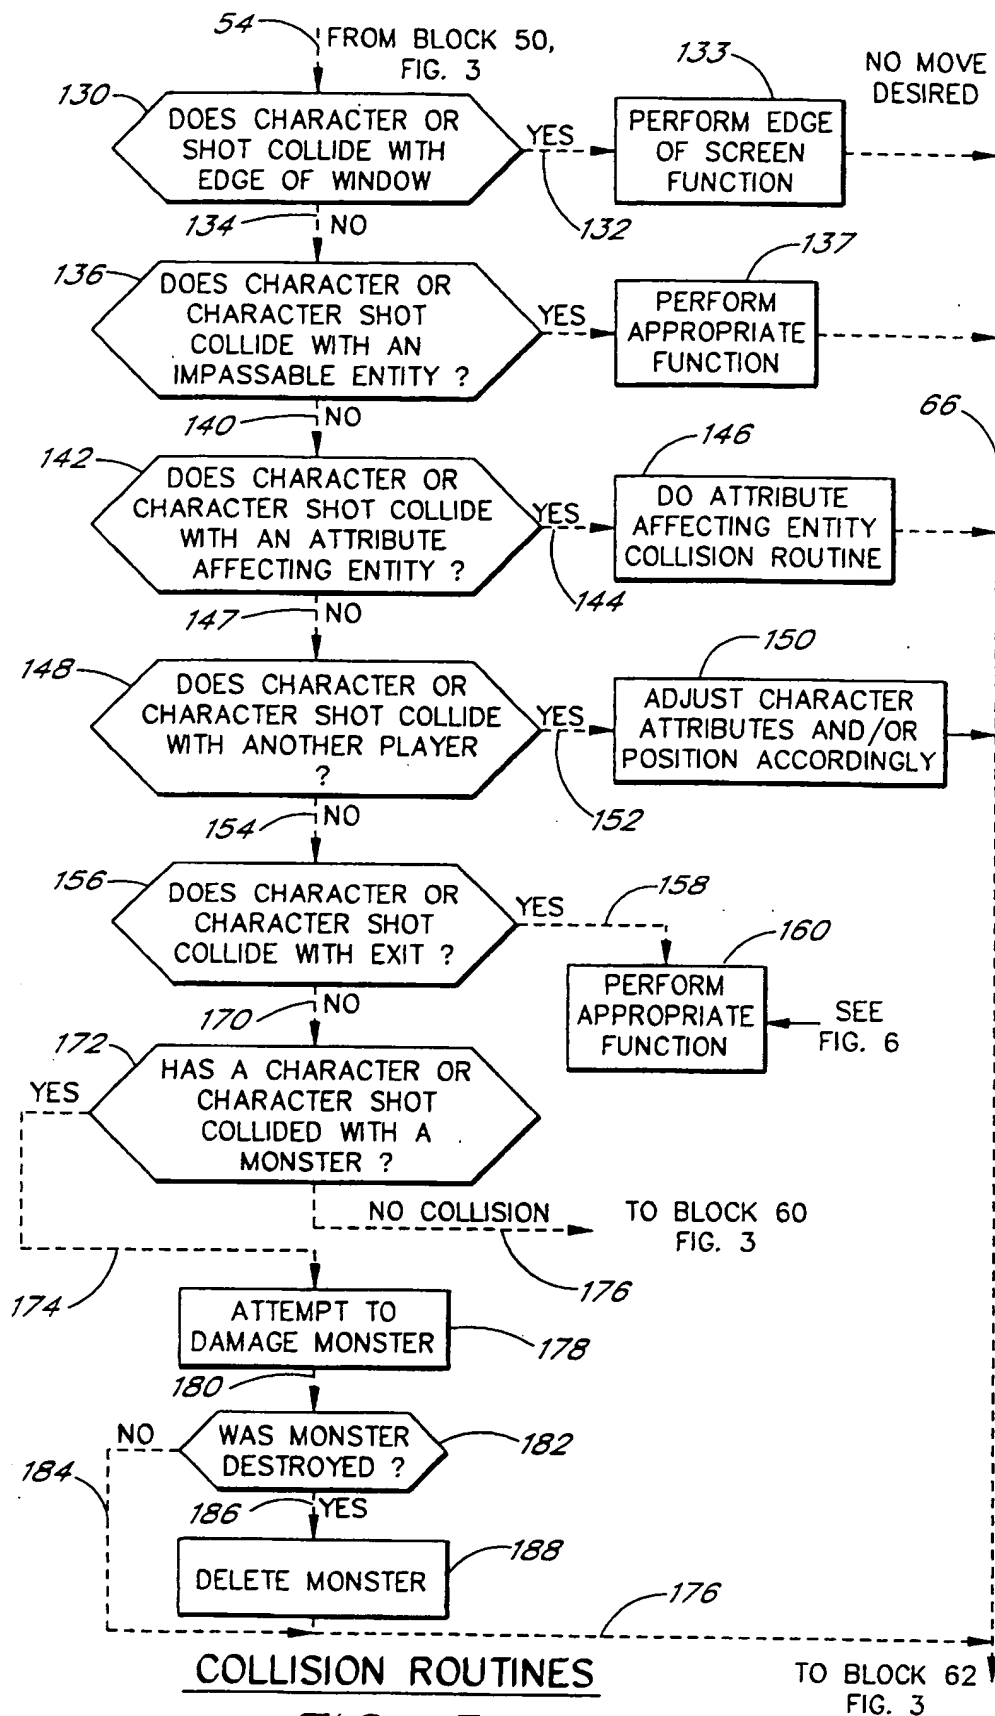 54
FROM BLOCK 50,
FIG. 3
130
DOES CHARACTER OR
SHOT COLLIDE WITH
EDGE OF WINDOW
YES
132
133
PERFORM EDGE
OF SCREEN
FUNCTION
NO MOVE
DESIRED
134
NO
136
DOES CHARACTER OR
CHARACTER SHOT
COLLIDE WITH AN
IMPASSABLE ENTITY ?
YES
137
PERFORM
APPROPRIATE
FUNCTION
140
NO
66
142
DOES CHARACTER OR
CHARACTER SHOT COLLIDE
WITH AN ATTRIBUTE
AFFECTING ENTITY ?
YES
144
146
DO ATTRIBUTE
AFFECTING ENTITY
COLLISION ROUTINE
147
NO
148
DOES CHARACTER OR
CHARACTER SHOT COLLIDE
WITH ANOTHER PLAYER
?
YES
152
150
ADJUST CHARACTER
ATTRIBUTES AND/OR
POSITION ACCORDINGLY
154
NO
156
DOES CHARACTER OR
CHARACTER SHOT
COLLIDE WITH EXIT ?
YES
158
160
PERFORM
APPROPRIATE
FUNCTION
SEE
FIG. 6
170
NO
172
HAS A CHARACTER OR
CHARACTER SHOT
COLLIDED WITH A
MONSTER ?
YES
NO COLLISION
TO BLOCK 60
FIG. 3
176
174
ATTEMPT TO
DAMAGE MONSTER
178
180
NO
WAS MONSTER
DESTROYED ?
182
184
186
YES
DELETE MONSTER
188
176
COLLISION ROUTINES
TO BLOCK 62
FIG. 3